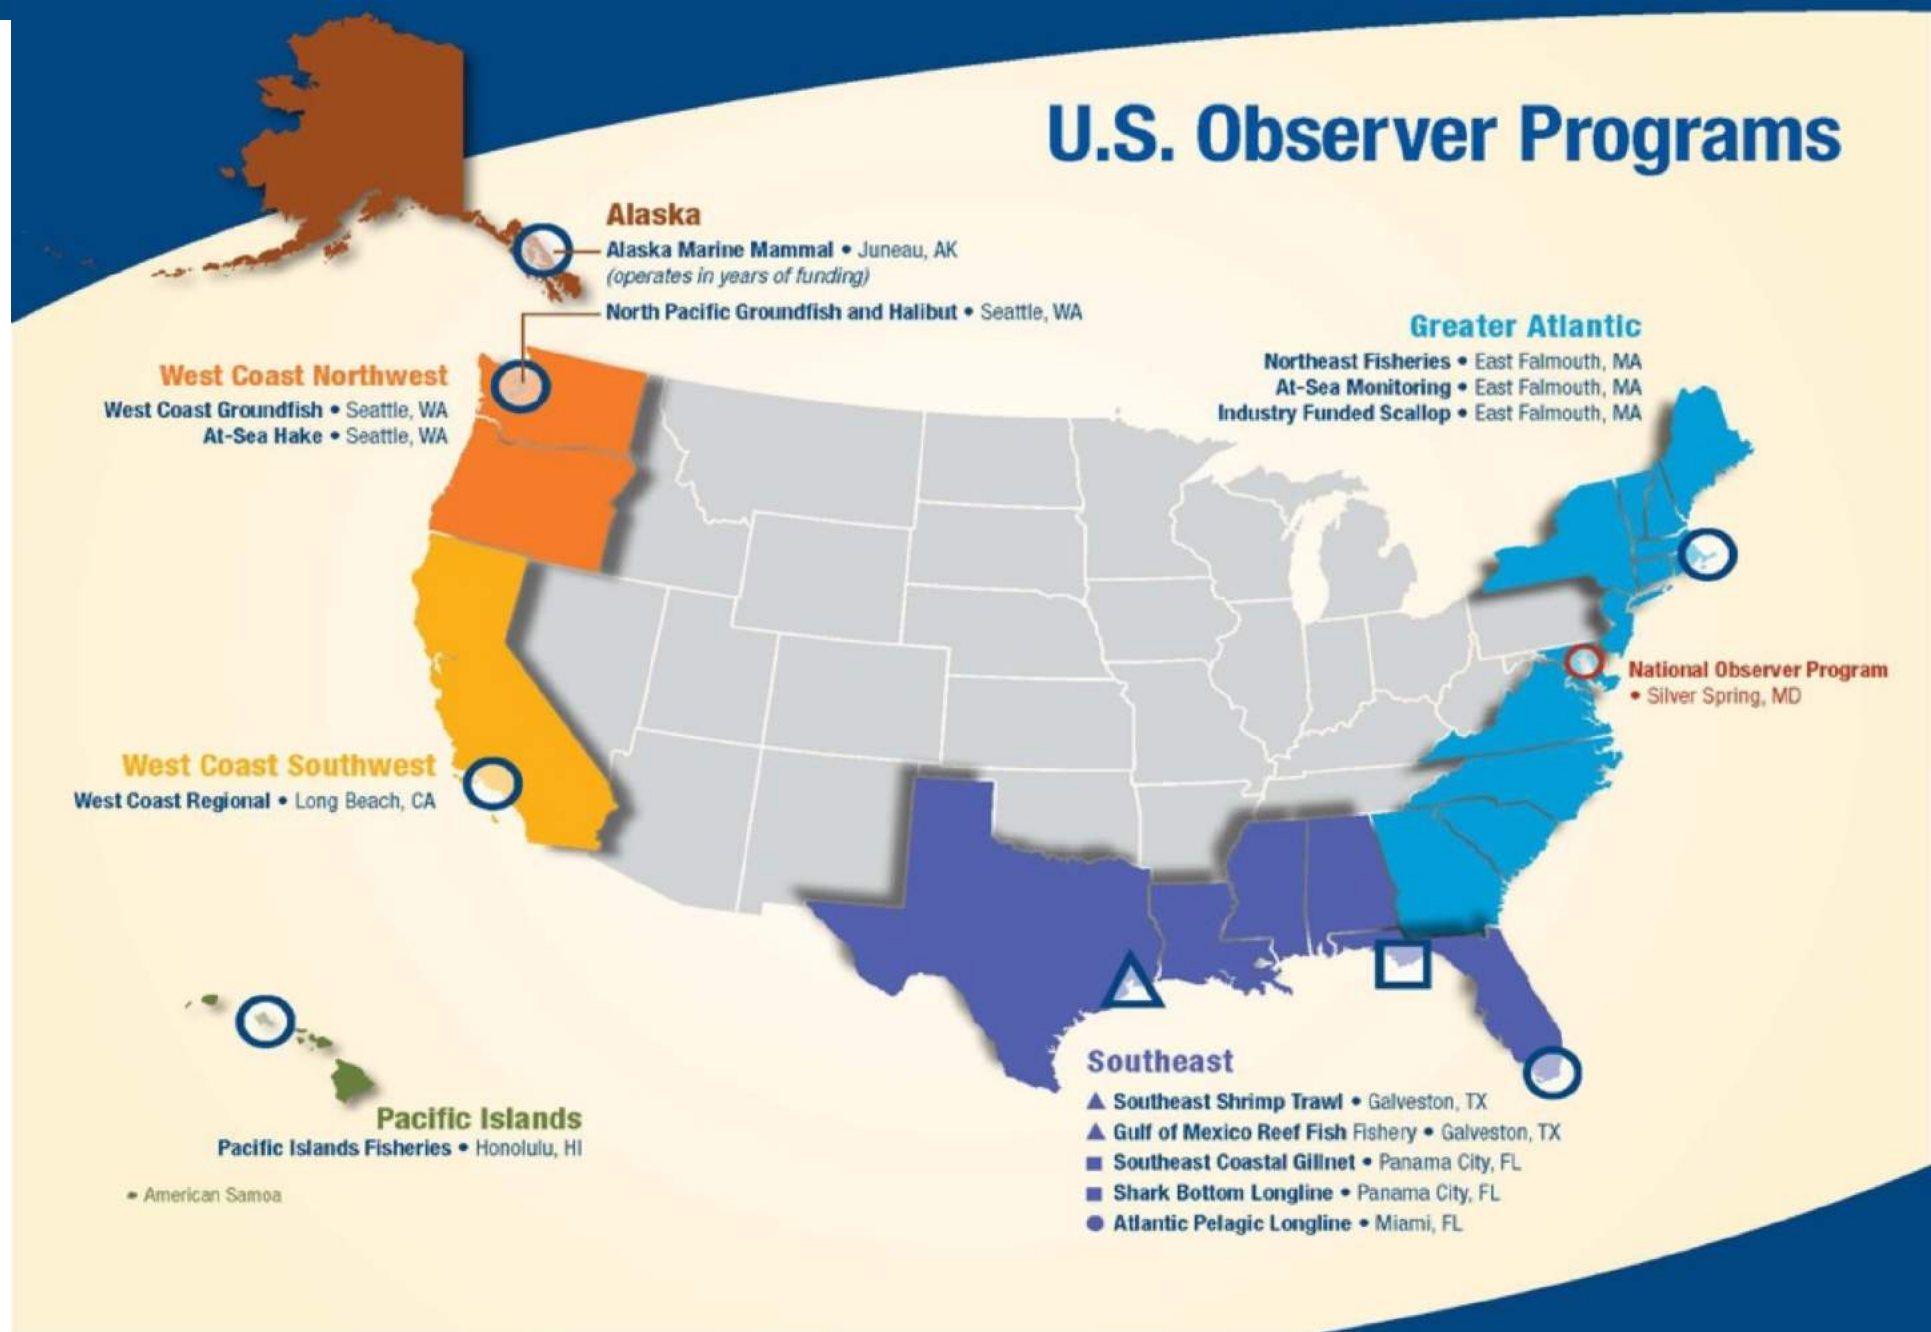 U.S. Observer Programs
Alaska
Alaska Marine Mammal • Juneau, AK
(operates in years of funding)
North Pacific Groundfish and Halibut • Seattle, WA
Greater Atlantic
Northeast Fisheries • East Falmouth, MA
At-Sea Monitoring • East Falmouth, MA
Industry Funded Scallop • East Falmouth, MA
West Coast Northwest
West Coast Groundfish • Seattle, WA
At-Sea Hake • Seattle, WA
National Observer Program
• Silver Spring, MD
West Coast Southwest
West Coast Regional • Long Beach, CA
Southeast
▲ Southeast Shrimp Trawl • Galveston, TX
▲ Gulf of Mexico Reef Fish Fishery • Galveston, TX
■ Southeast Coastal Gillnet • Panama City, FL
■ Shark Bottom Longline • Panama City, FL
● Atlantic Pelagic Longline • Miami, FL
Pacific Islands
Pacific Islands Fisheries • Honolulu, HI
American Samoa